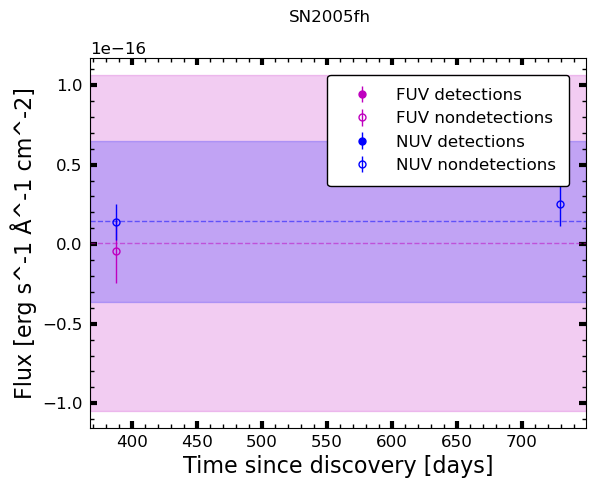 SN2005fh
1e−16
1.0
0.5
0.0
−0.5
−1.0
Flux [erg s^-1 Å^-1 cm^-2]
FUV detections
FUV nondetections
NUV detections
NUV nondetections
400 450 500 550 600 650 700
Time since discovery [days]